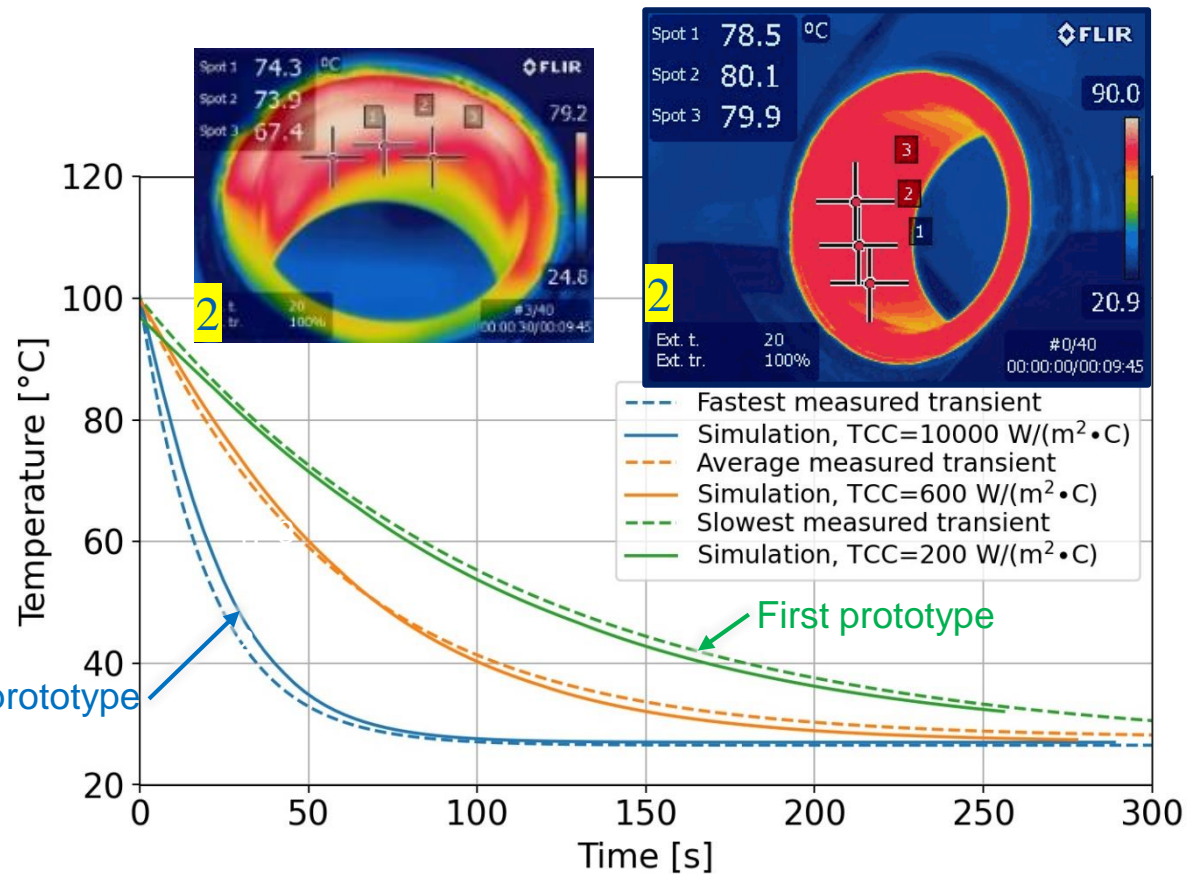 Spot 1 74.3 °C
Spot 2 73.9
Spot 3 67.4
FLIR
1
2
3
79.2
24.8
2
t. 20
tr. 100%
#3/40
00:00:30/00:09:45
Spot 1 78.5 °C
Spot 2 80.1
Spot 3 79.9
FLIR
90.0
3
2
1
20.9
2
Ext. t. 20
Ext. tr. 100%
#0/40
00:00:00/00:09:45
Temperature [°C]
120
100
80
60
40
20
Fastest measured transient
Simulation, TCC=10000 W/(m²•C)
Average measured transient
Simulation, TCC=600 W/(m²•C)
Slowest measured transient
Simulation, TCC=200 W/(m²•C)
First prototype
prototype
0 50 100 150 200 250 300
Time [s]